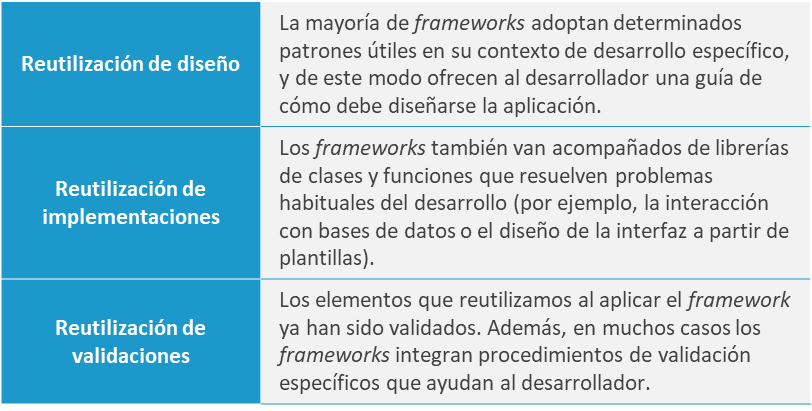 Reutilización de diseño
La mayoría de frameworks adoptan determinados
patrones útiles en su contexto de desarrollo específico,
y de este modo ofrecen al desarrollador una guía de
cómo debe diseñarse la aplicación.
Reutilización de
implementaciones
Los frameworks también van acompañados de librerías
de clases y funciones que resuelven problemas
habituales del desarrollo (por ejemplo, la interacción
con bases de datos o el diseño de la interfaz a partir de
plantillas).
Reutilización de
validaciones
Los elementos que reutilizamos al aplicar el framework
ya han sido validados. Además, en muchos casos los
frameworks integran procedimientos de validación
específicos que ayudan al desarrollador.